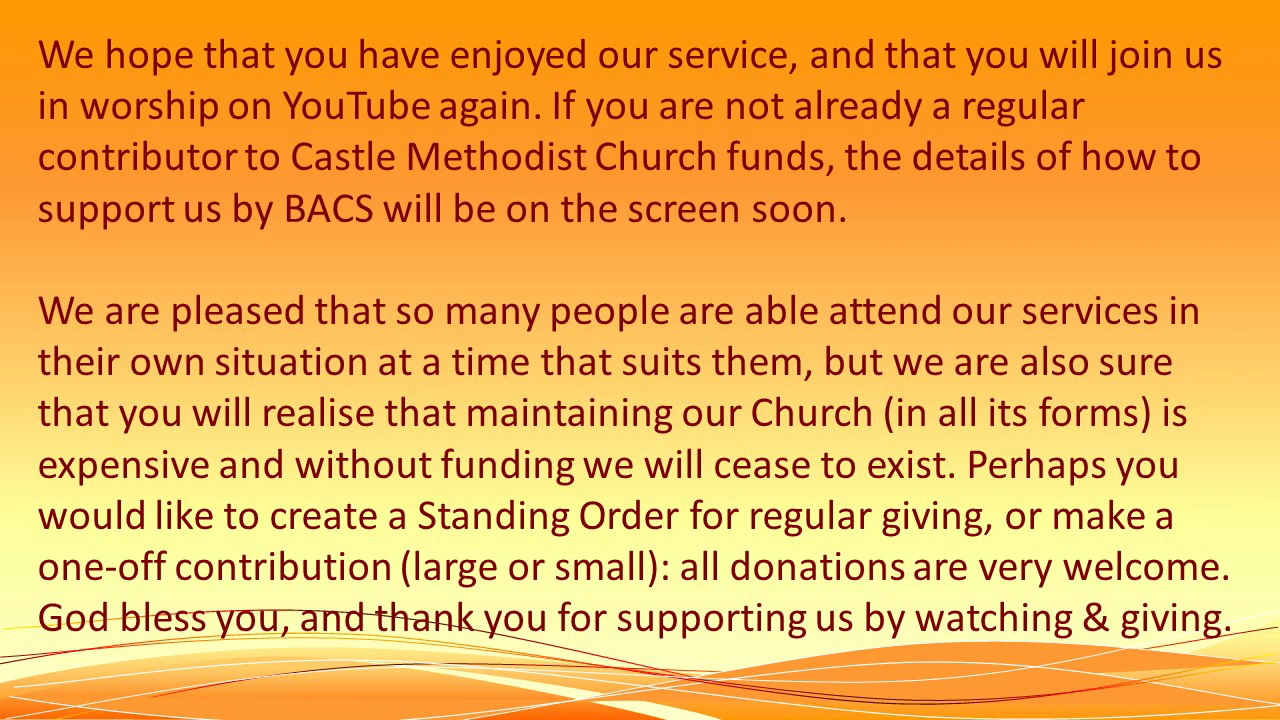 We hope that you have enjoyed our service, and that you will join us
in worship on YouTube again. If you are not already a regular
contributor to Castle Methodist Church funds, the details of how to
support us by BACS will be on the screen soon.
We are pleased that so many people are able attend our services in
their own situation at a time that suits them, but we are also sure
that you will realise that maintaining our Church (in all its forms) is
expensive and without funding we will cease to exist. Perhaps you
would like to create a Standing Order for regular giving, or make a
one-off contribution (large or small): all donations are very welcome.
God bless you, and thank you for supporting us by watching & giving.